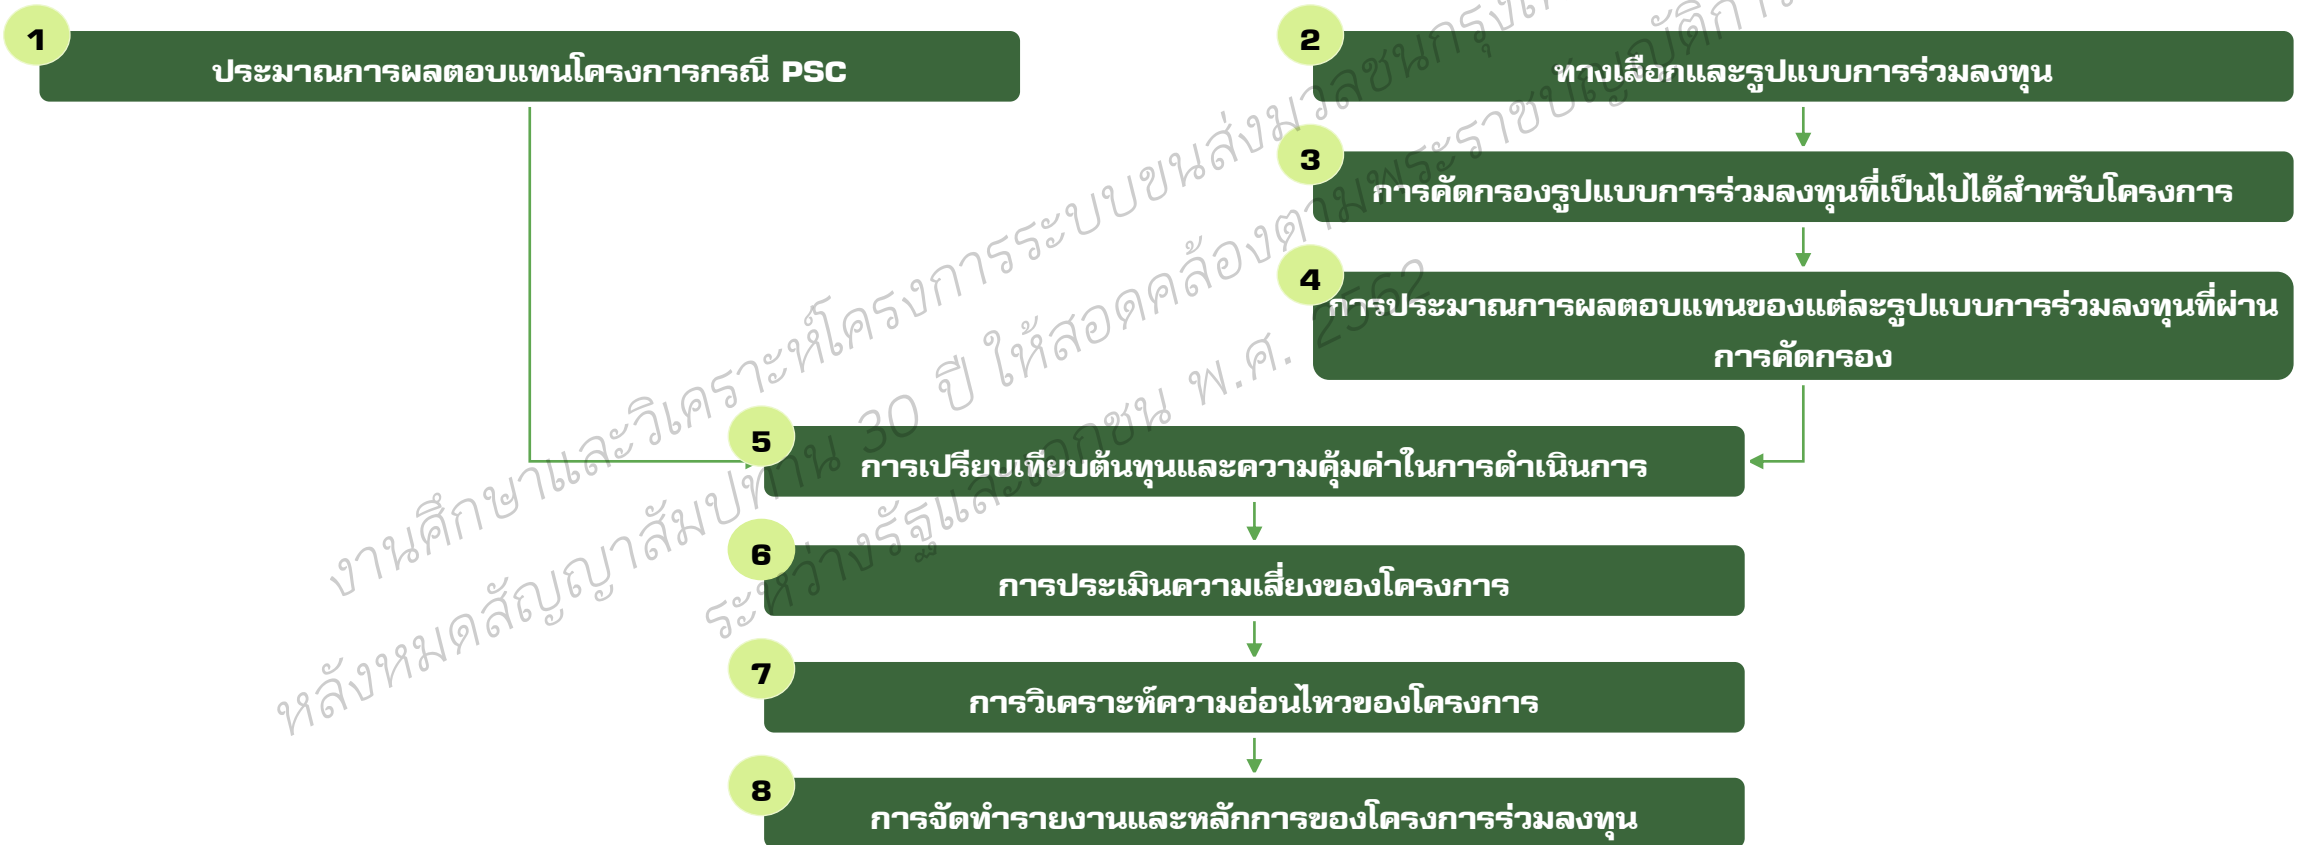 1
ประมาณการผลตอบแทนโครงการกรณี PSC
2
ทางเลือกและรูปแบบการร่วมลงทุน
3
การคัดกรองรูปแบบการร่วมลงทุนที่เป็นไปได้สำหรับโครงการ
4
การประมาณการผลตอบแทนของแต่ละรูปแบบการร่วมลงทุนที่ผ่าน
การคัดกรอง
5
การเปรียบเทียบต้นทุนและความคุ้มค่าในการดำเนินการ
6
การประเมินความเสี่ยงของโครงการ
7
การวิเคราะห์ความอ่อนไหวของโครงการ
8
การจัดทำรายงานและหลักการของโครงการร่วมลงทุน
งานศึกษาและวิเคราะห์โครงการระบบขนส่งมวลชนกรุงเ
หลังหมดสัญญาสัมปทาน 30 ปี ให้สอดคล้องตามพระราชบัญญัติการ
ระหว่างรัฐและเอกชน พ.ศ. 2562